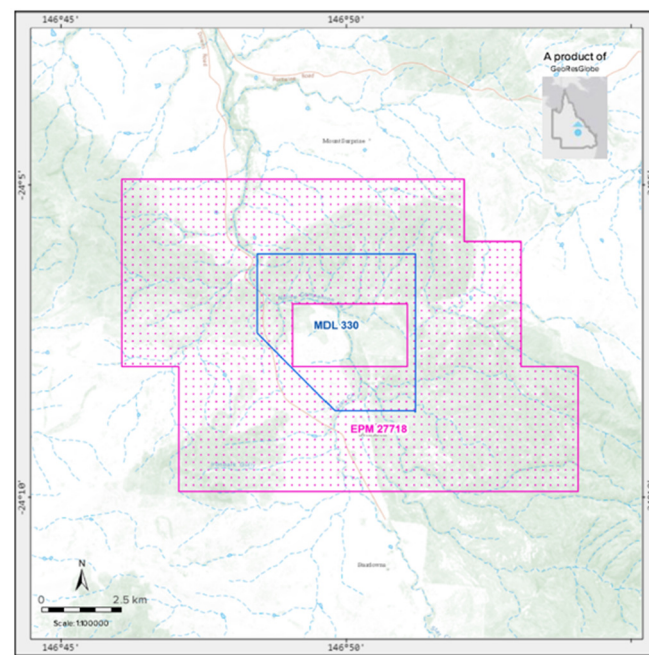 146°45' 146°50'
A product of
GeoResGlobe
Mount Surprise
-24°5'
MDL 330
EPM 27718
-24°10'
N
0 2.5 km
Scale:1:100000
146°45' 146°50'